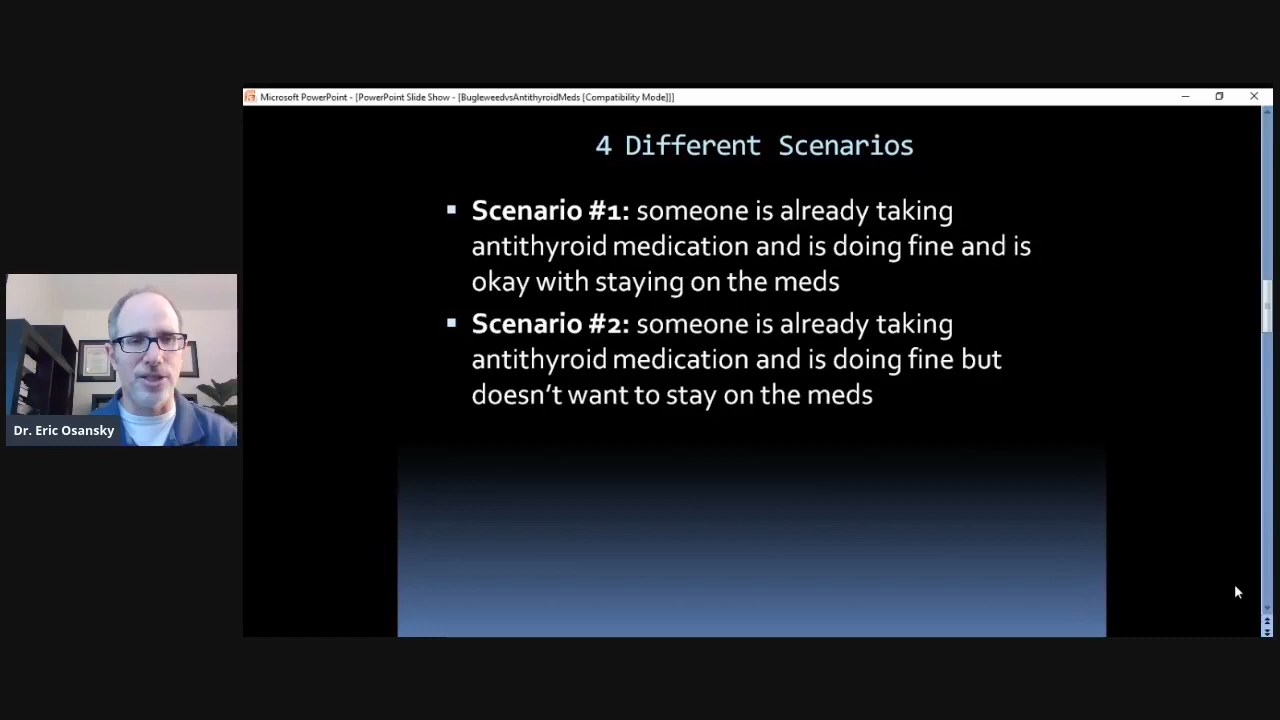 Microsoft PowerPoint - [PowerPoint Slide Show - [BugleweedvsAntithyroidMeds [Compatibility Mode]]]
4 Different Scenarios
▪ Scenario #1: someone is already taking
antithyroid medication and is doing fine and is
okay with staying on the meds
▪ Scenario #2: someone is already taking
antithyroid medication and is doing fine but
doesn't want to stay on the meds
Dr. Eric Osansky